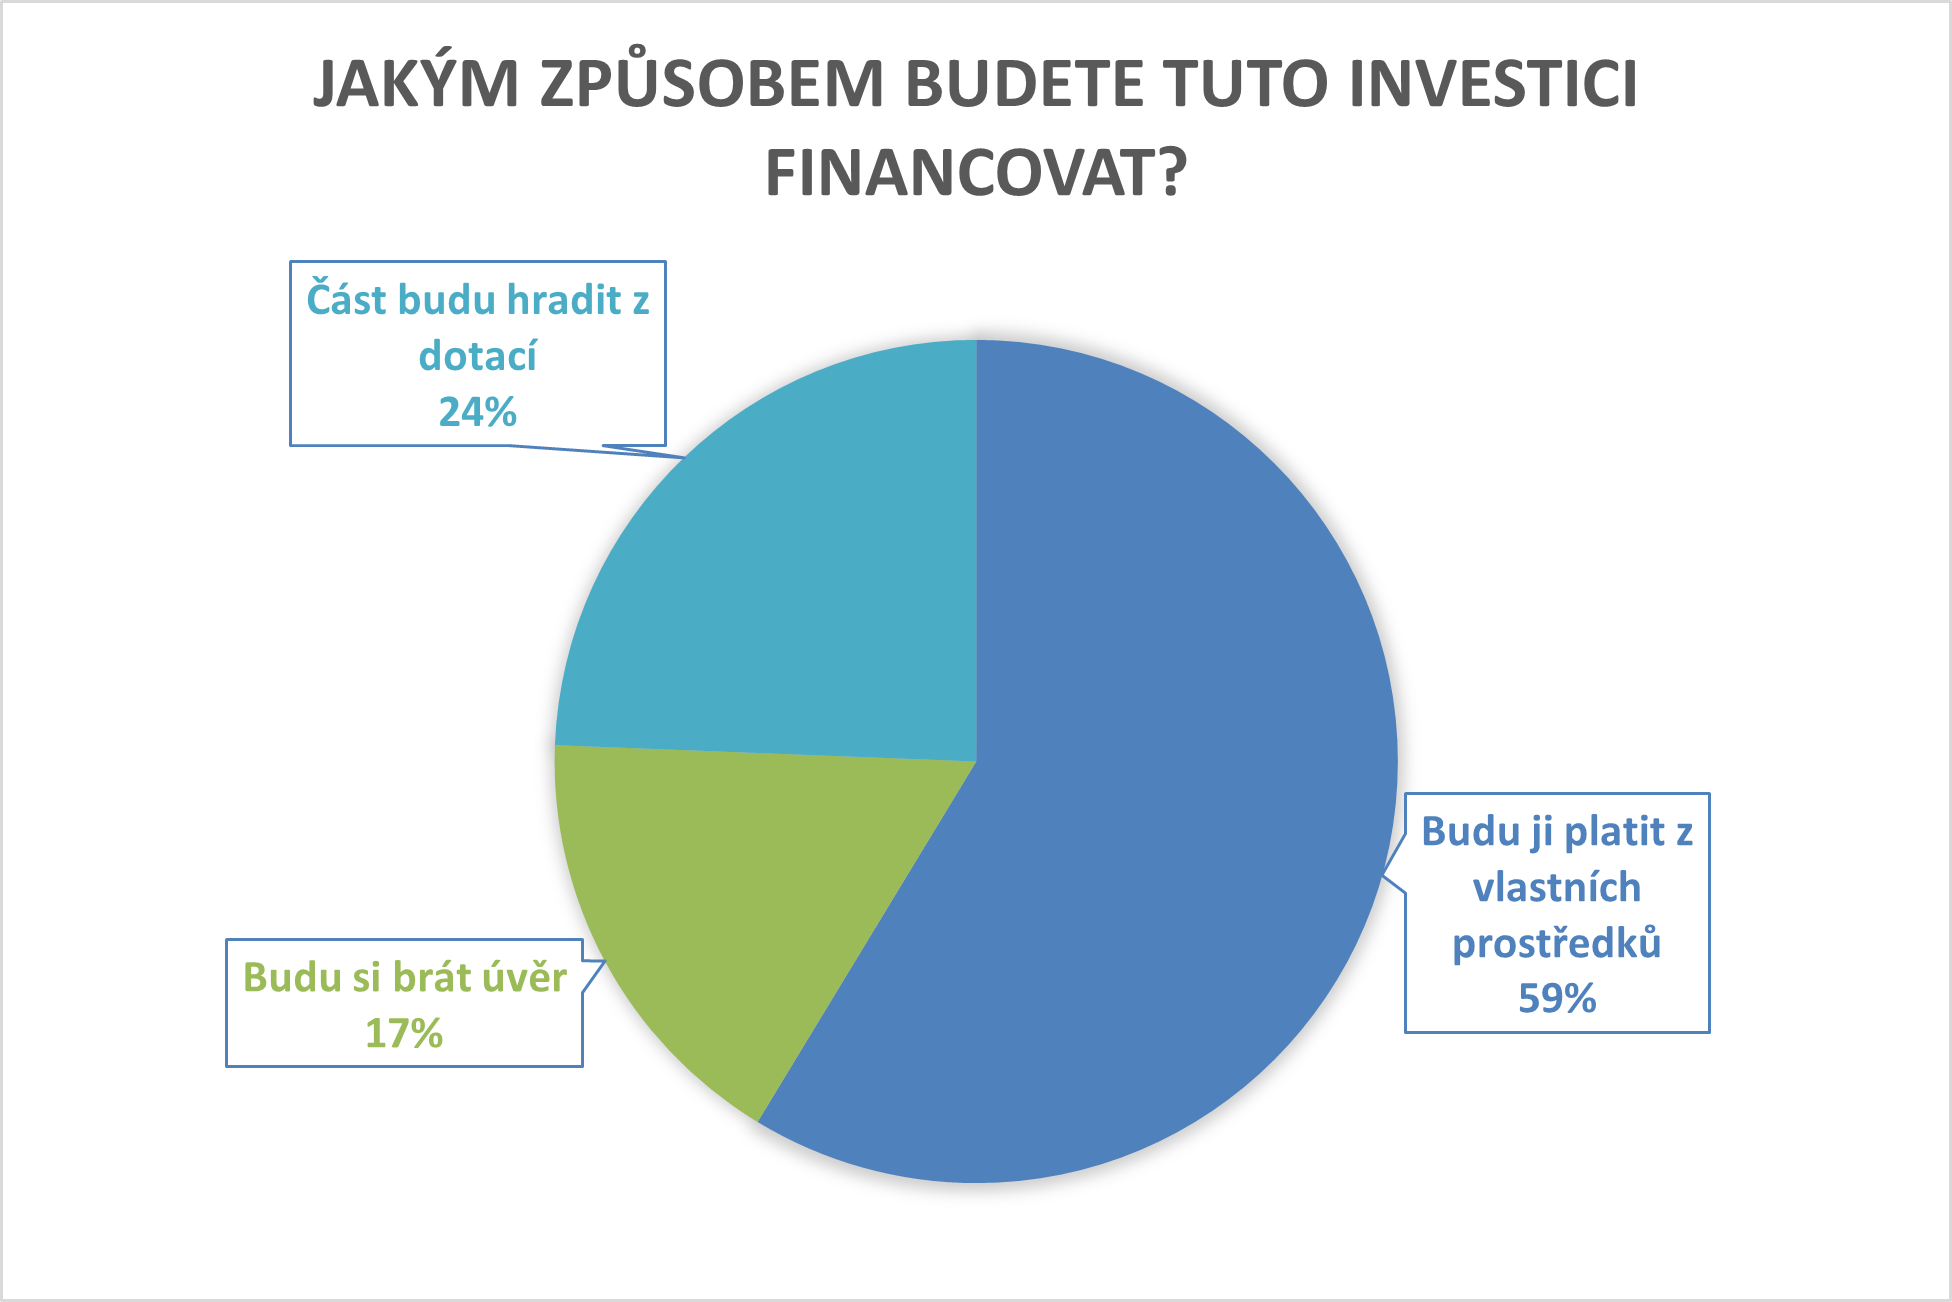 JAKÝM ZPŮSOBEM BUDETE TUTO INVESTICI
FINANCOVAT?
Část budu hradit z
dotací
24%
Budu ji platit z
vlastních
prostředků
59%
Budu si brát úvěr
17%